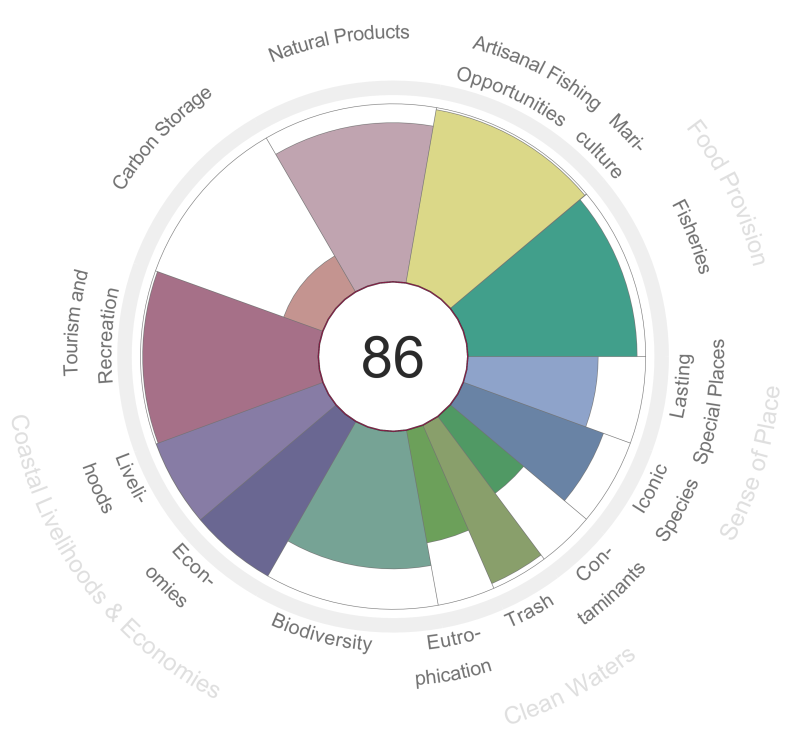 Natural Products
Artisanal Fishing
Opportunities
Mari-
culture
Food Provision
Fisheries
Lasting
Special Places
Sense of Place
Iconic
Species
Con-
taminants
Trash
Clean Waters
Eutro-
phication
Biodiversity
Econ-
omies
Coastal Livelihoods & Economies
Liveli-
hoods
Tourism and
Recreation
Carbon Storage
86